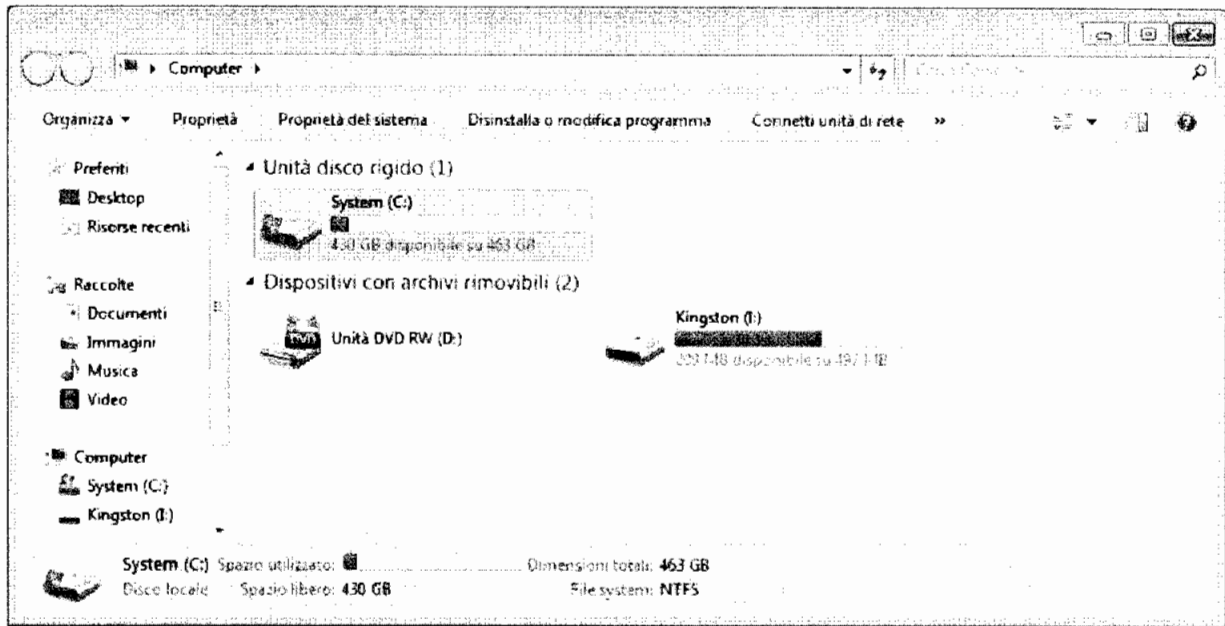 Computer
Organizza Proprietà Proprietà del sistema Disinstalla o modifica programma Connetti unità di rete »
Preferiti
Desktop
Risorse recenti
Raccolte
Documenti
Immagini
Musica
Video
Computer
System (C:)
Kingston (I:)
Unità disco rigido (1)
System (C:)
430 GB disponibile su 463 GB
Dispositivi con archivi rimovibili (2)
Unità DVD RW (D:)
Kingston (I:)
disponibile su
System (C:) Spazio utilizzato: Dimensioni totali: 463 GB
Disco locale Spazio libero: 430 GB File system: NTFS